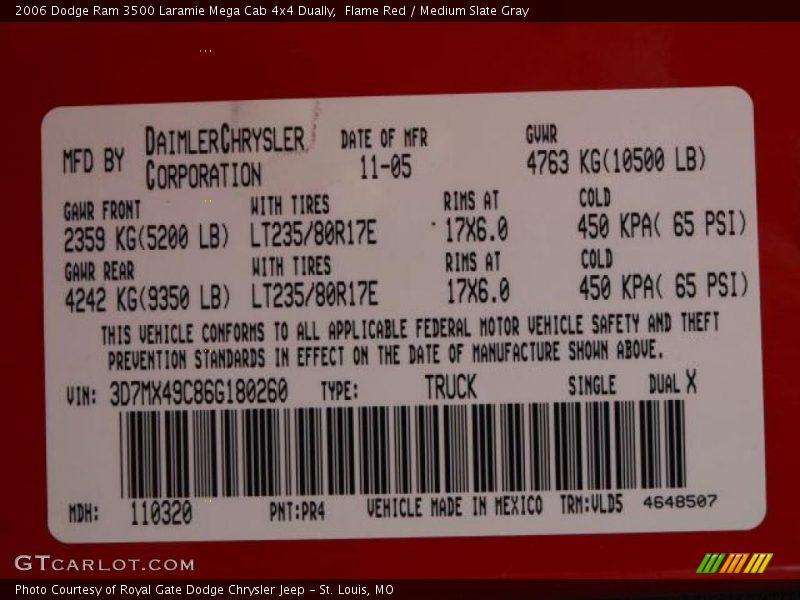 2006 Dodge Ram 3500 Laramie Mega Cab 4x4 Dually,  Flame Red / Medium Slate Gray
...
MFD BY DAIMLERCHRYSLER CORPORATION DATE OF MFR 11-05 GVWR 4763 KG(10500 LB)
GAWR FRONT WITH TIRES RIMS AT COLD
2359 KG(5200 LB) LT235/80R17E 17X6.0 450 KPA( 65 PSI)
GAWR REAR WITH TIRES RIMS AT COLD
4242 KG(9350 LB) LT235/80R17E 17X6.0 450 KPA( 65 PSI)
THIS VEHICLE CONFORMS TO ALL APPLICABLE FEDERAL MOTOR VEHICLE SAFETY AND THEFT
PREVENTION STANDARDS IN EFFECT ON THE DATE OF MANUFACTURE SHOWN ABOVE.
VIN: 3D7MX49C86G180260 TYPE: TRUCK SINGLE DUAL X
MDH: 110320 PNT:PR4 VEHICLE MADE IN MEXICO TRM:VLD5 4648507
GTCARLOT.COM
Photo Courtesy of Royal Gate Dodge Chrysler Jeep - St. Louis, MO